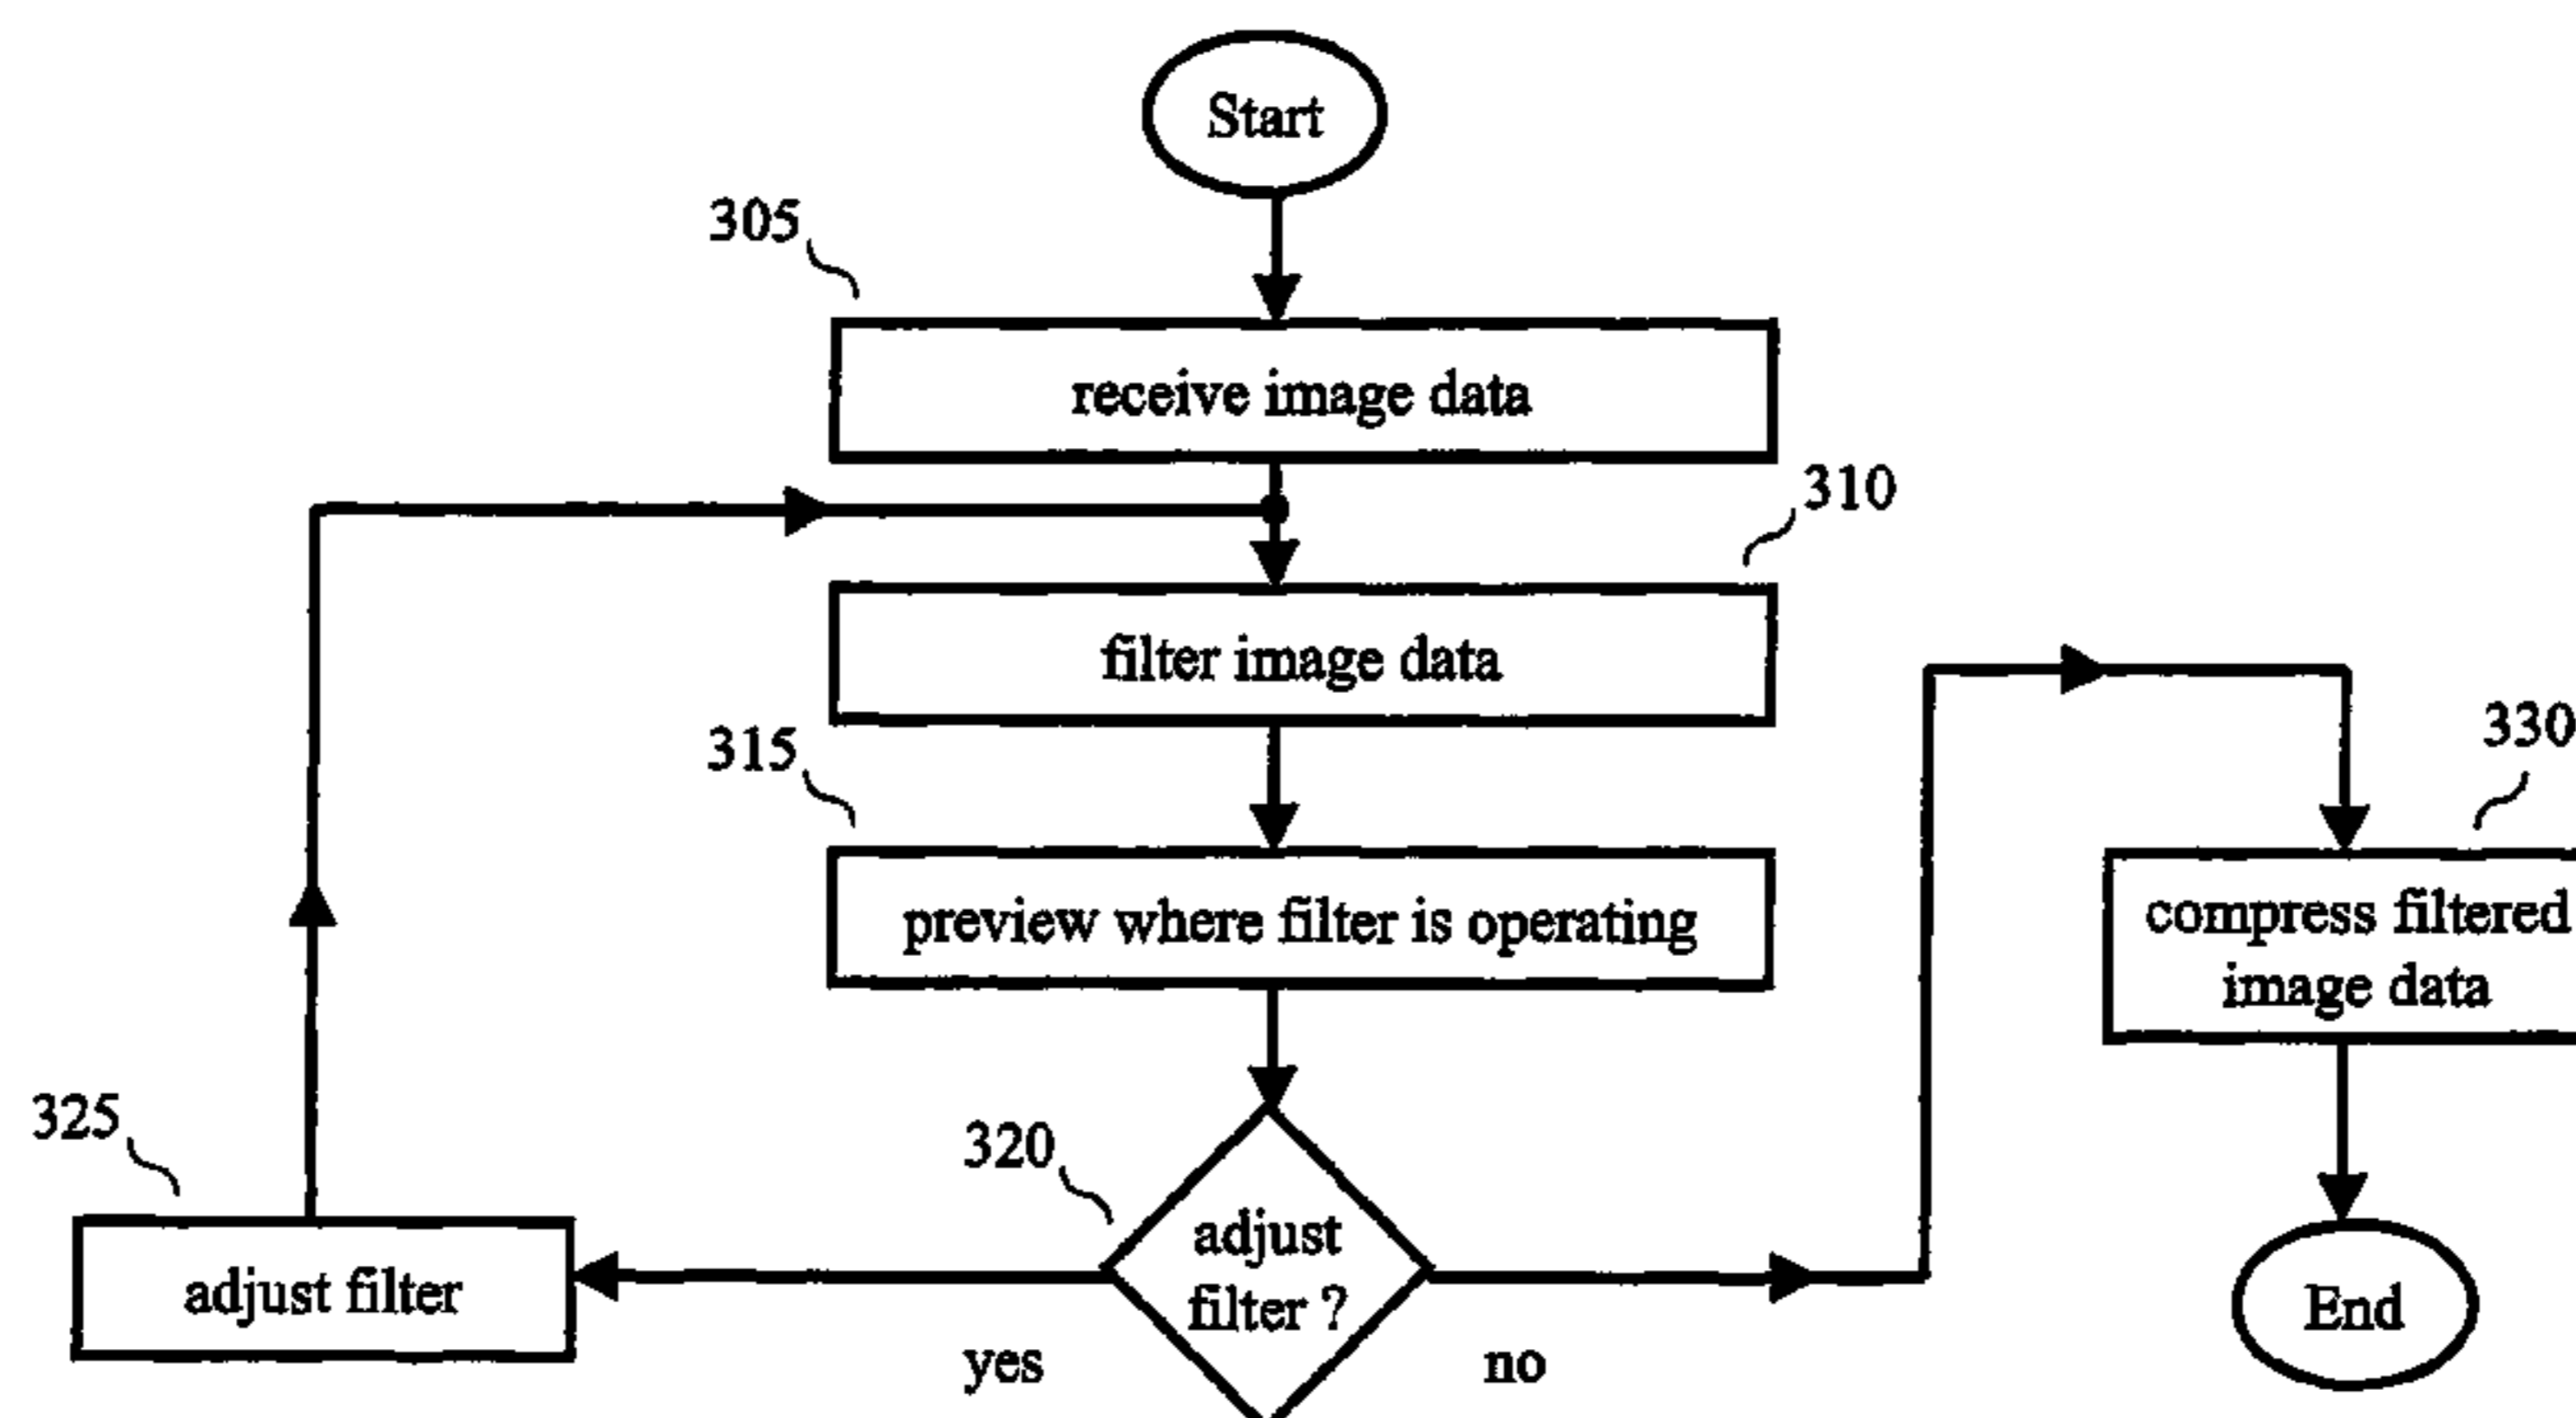 Start
305
receive image data
310
filter image data
315
preview where filter is operating
330
compress filtered
image data
325
adjust filter
320
adjust
filter ?
yes
no
End